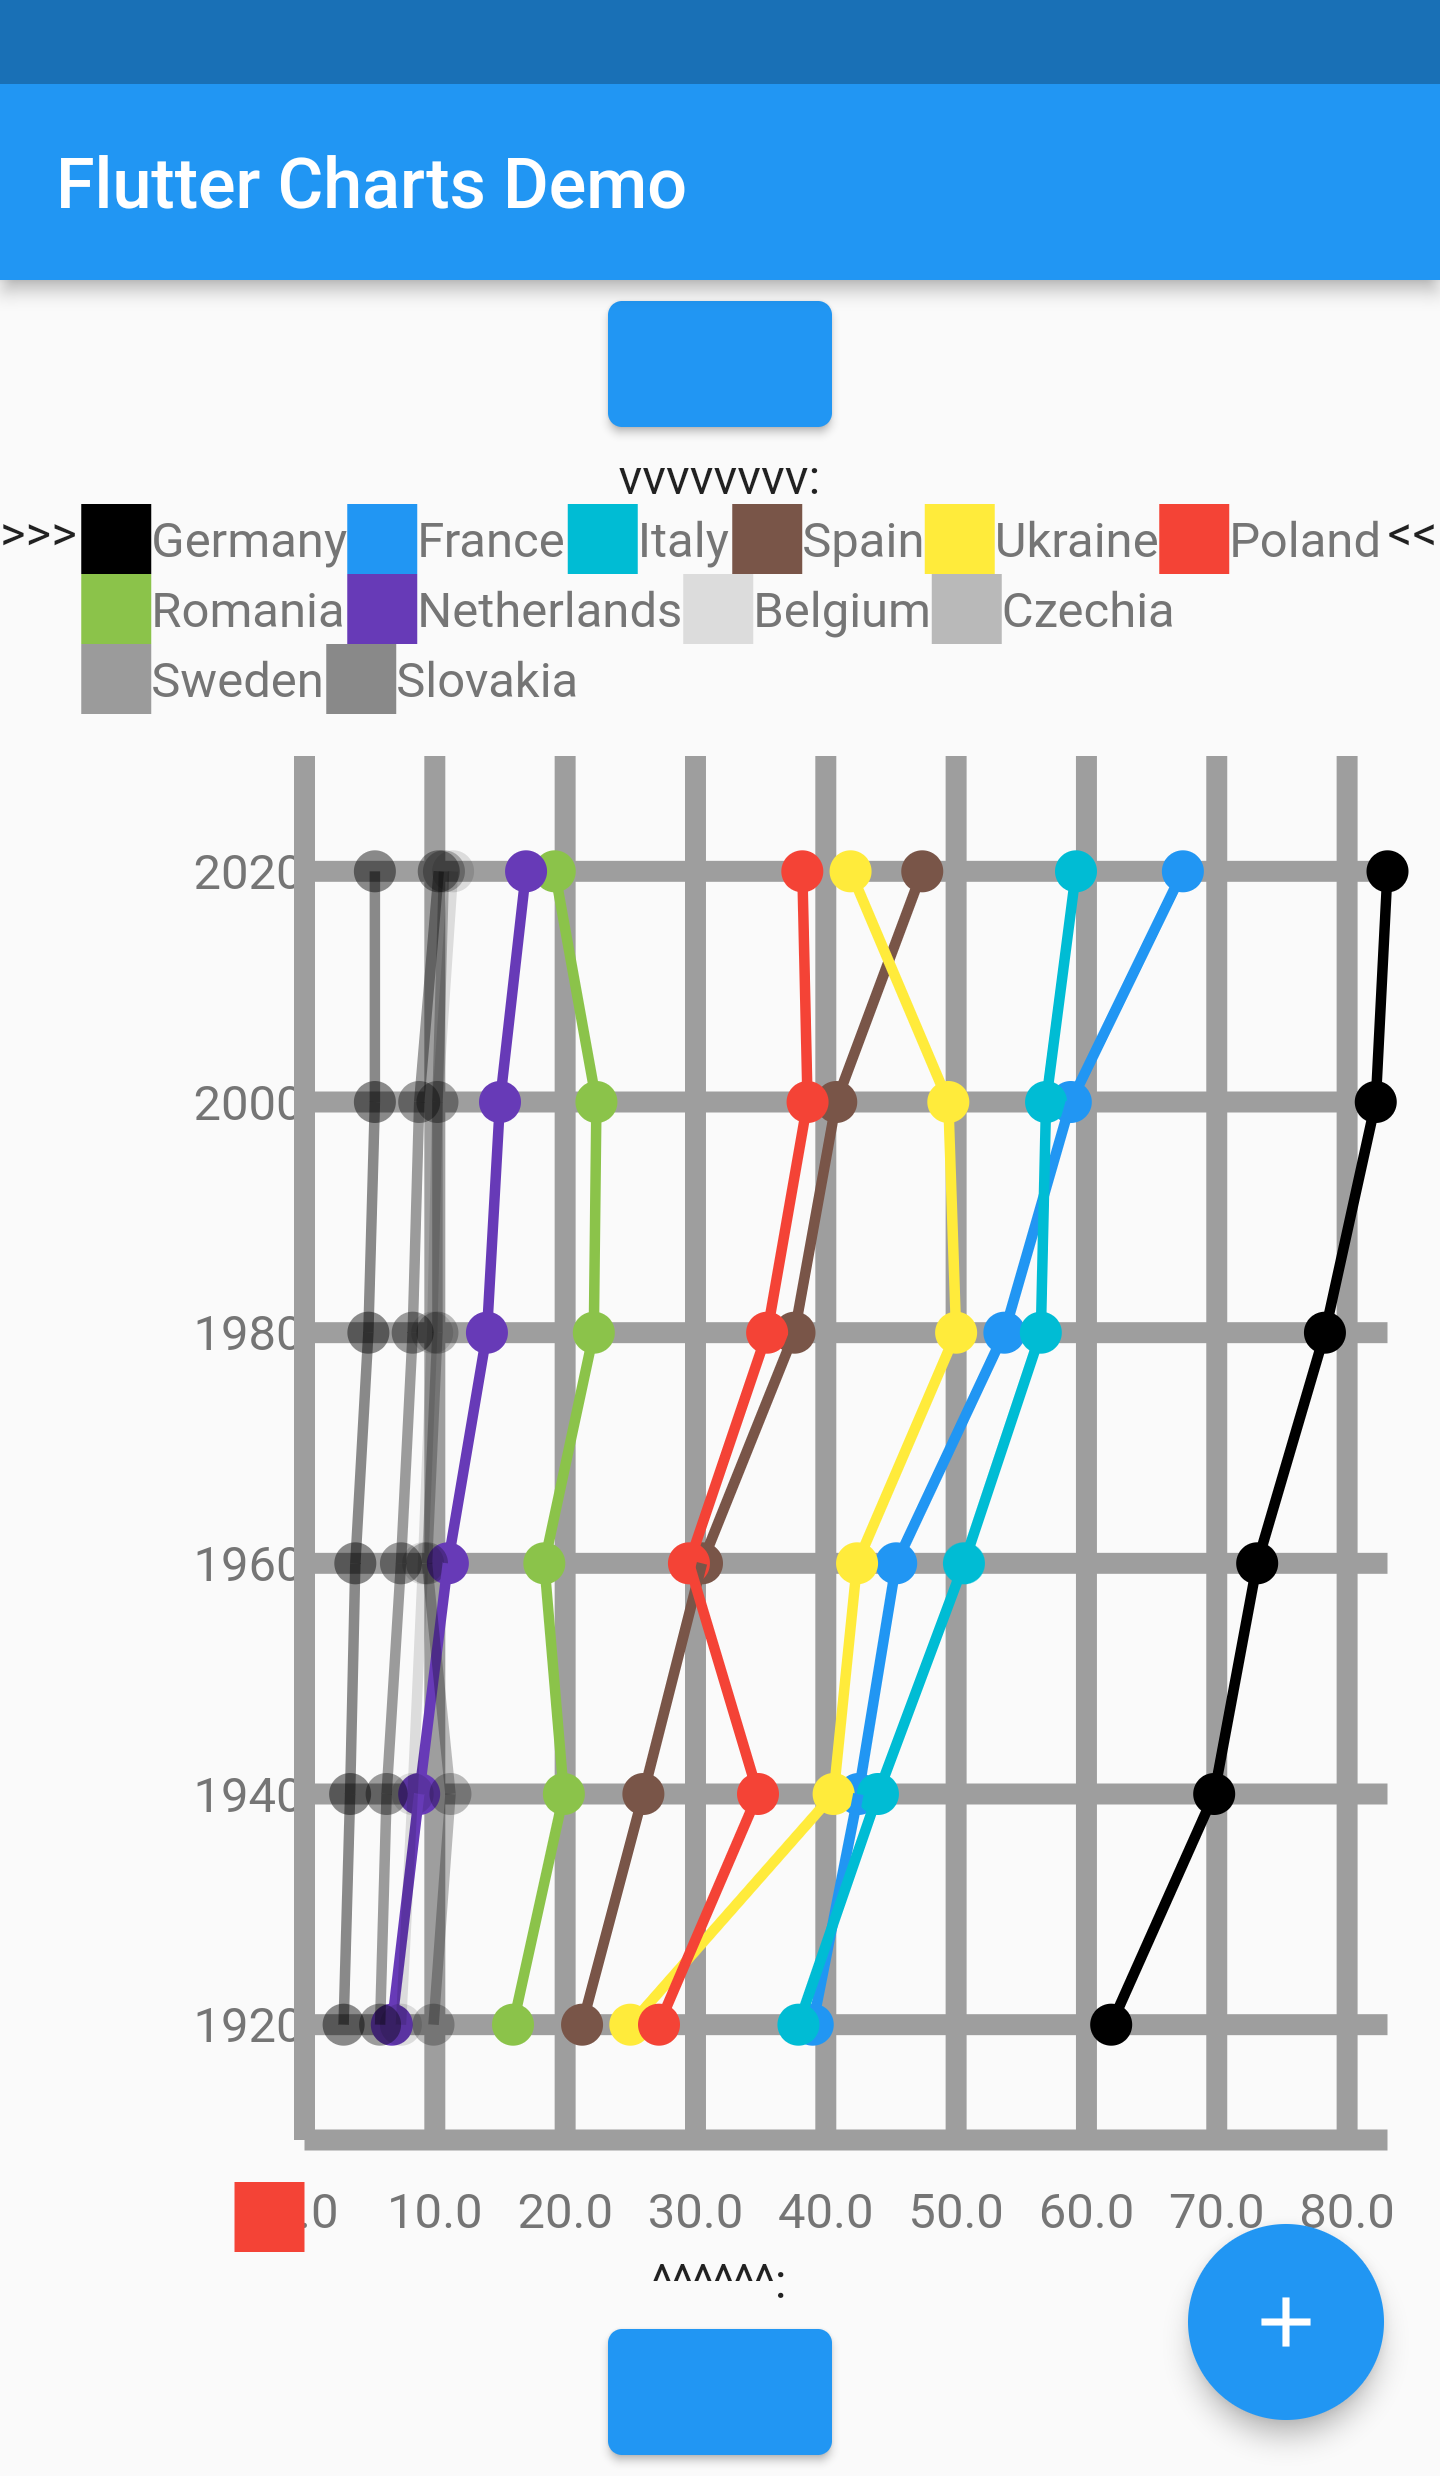 Flutter Charts Demo
vvvvvvvv:
>>> Germany France Italy Spain Ukraine Poland <<
Romania Netherlands Belgium Czechia
Sweden Slovakia
2020
2000
1980
1960
1940
1920
.0 10.0 20.0 30.0 40.0 50.0 60.0 70.0 80.0
^^^^^^:
+